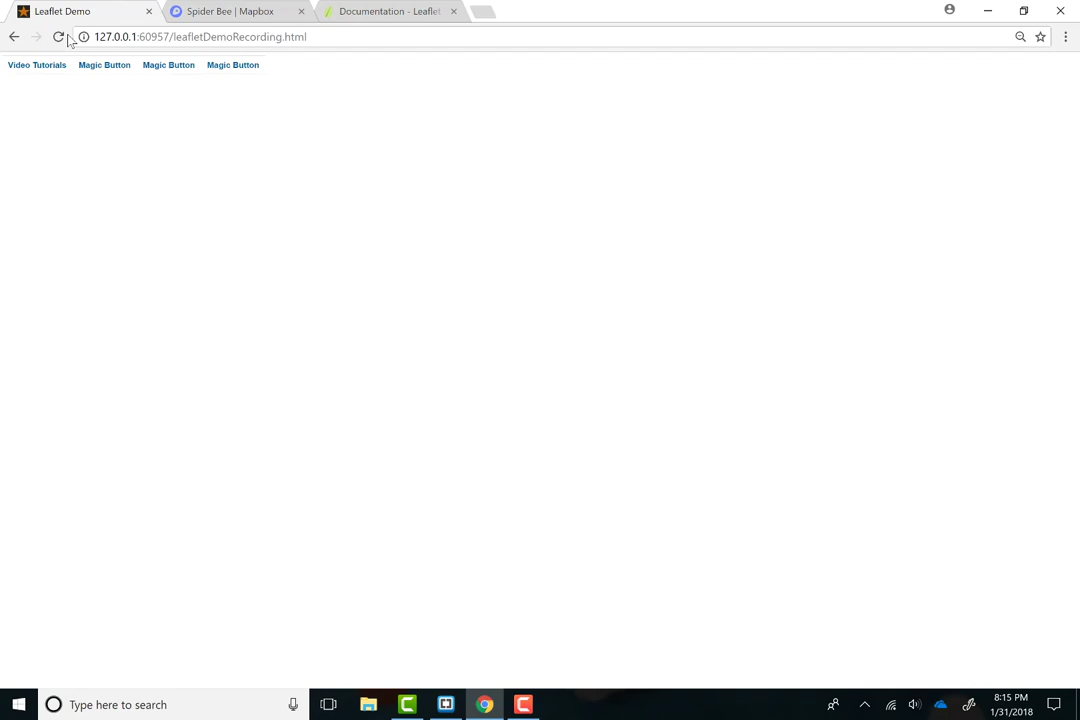 Leaflet Demo
Spider Bee | Mapbox
Documentation - Leaflet
127.0.0.1:60957/leafletDemoRecording.html
Video Tutorials Magic Button Magic Button Magic Button
Type here to search
8:15 PM
1/31/2018